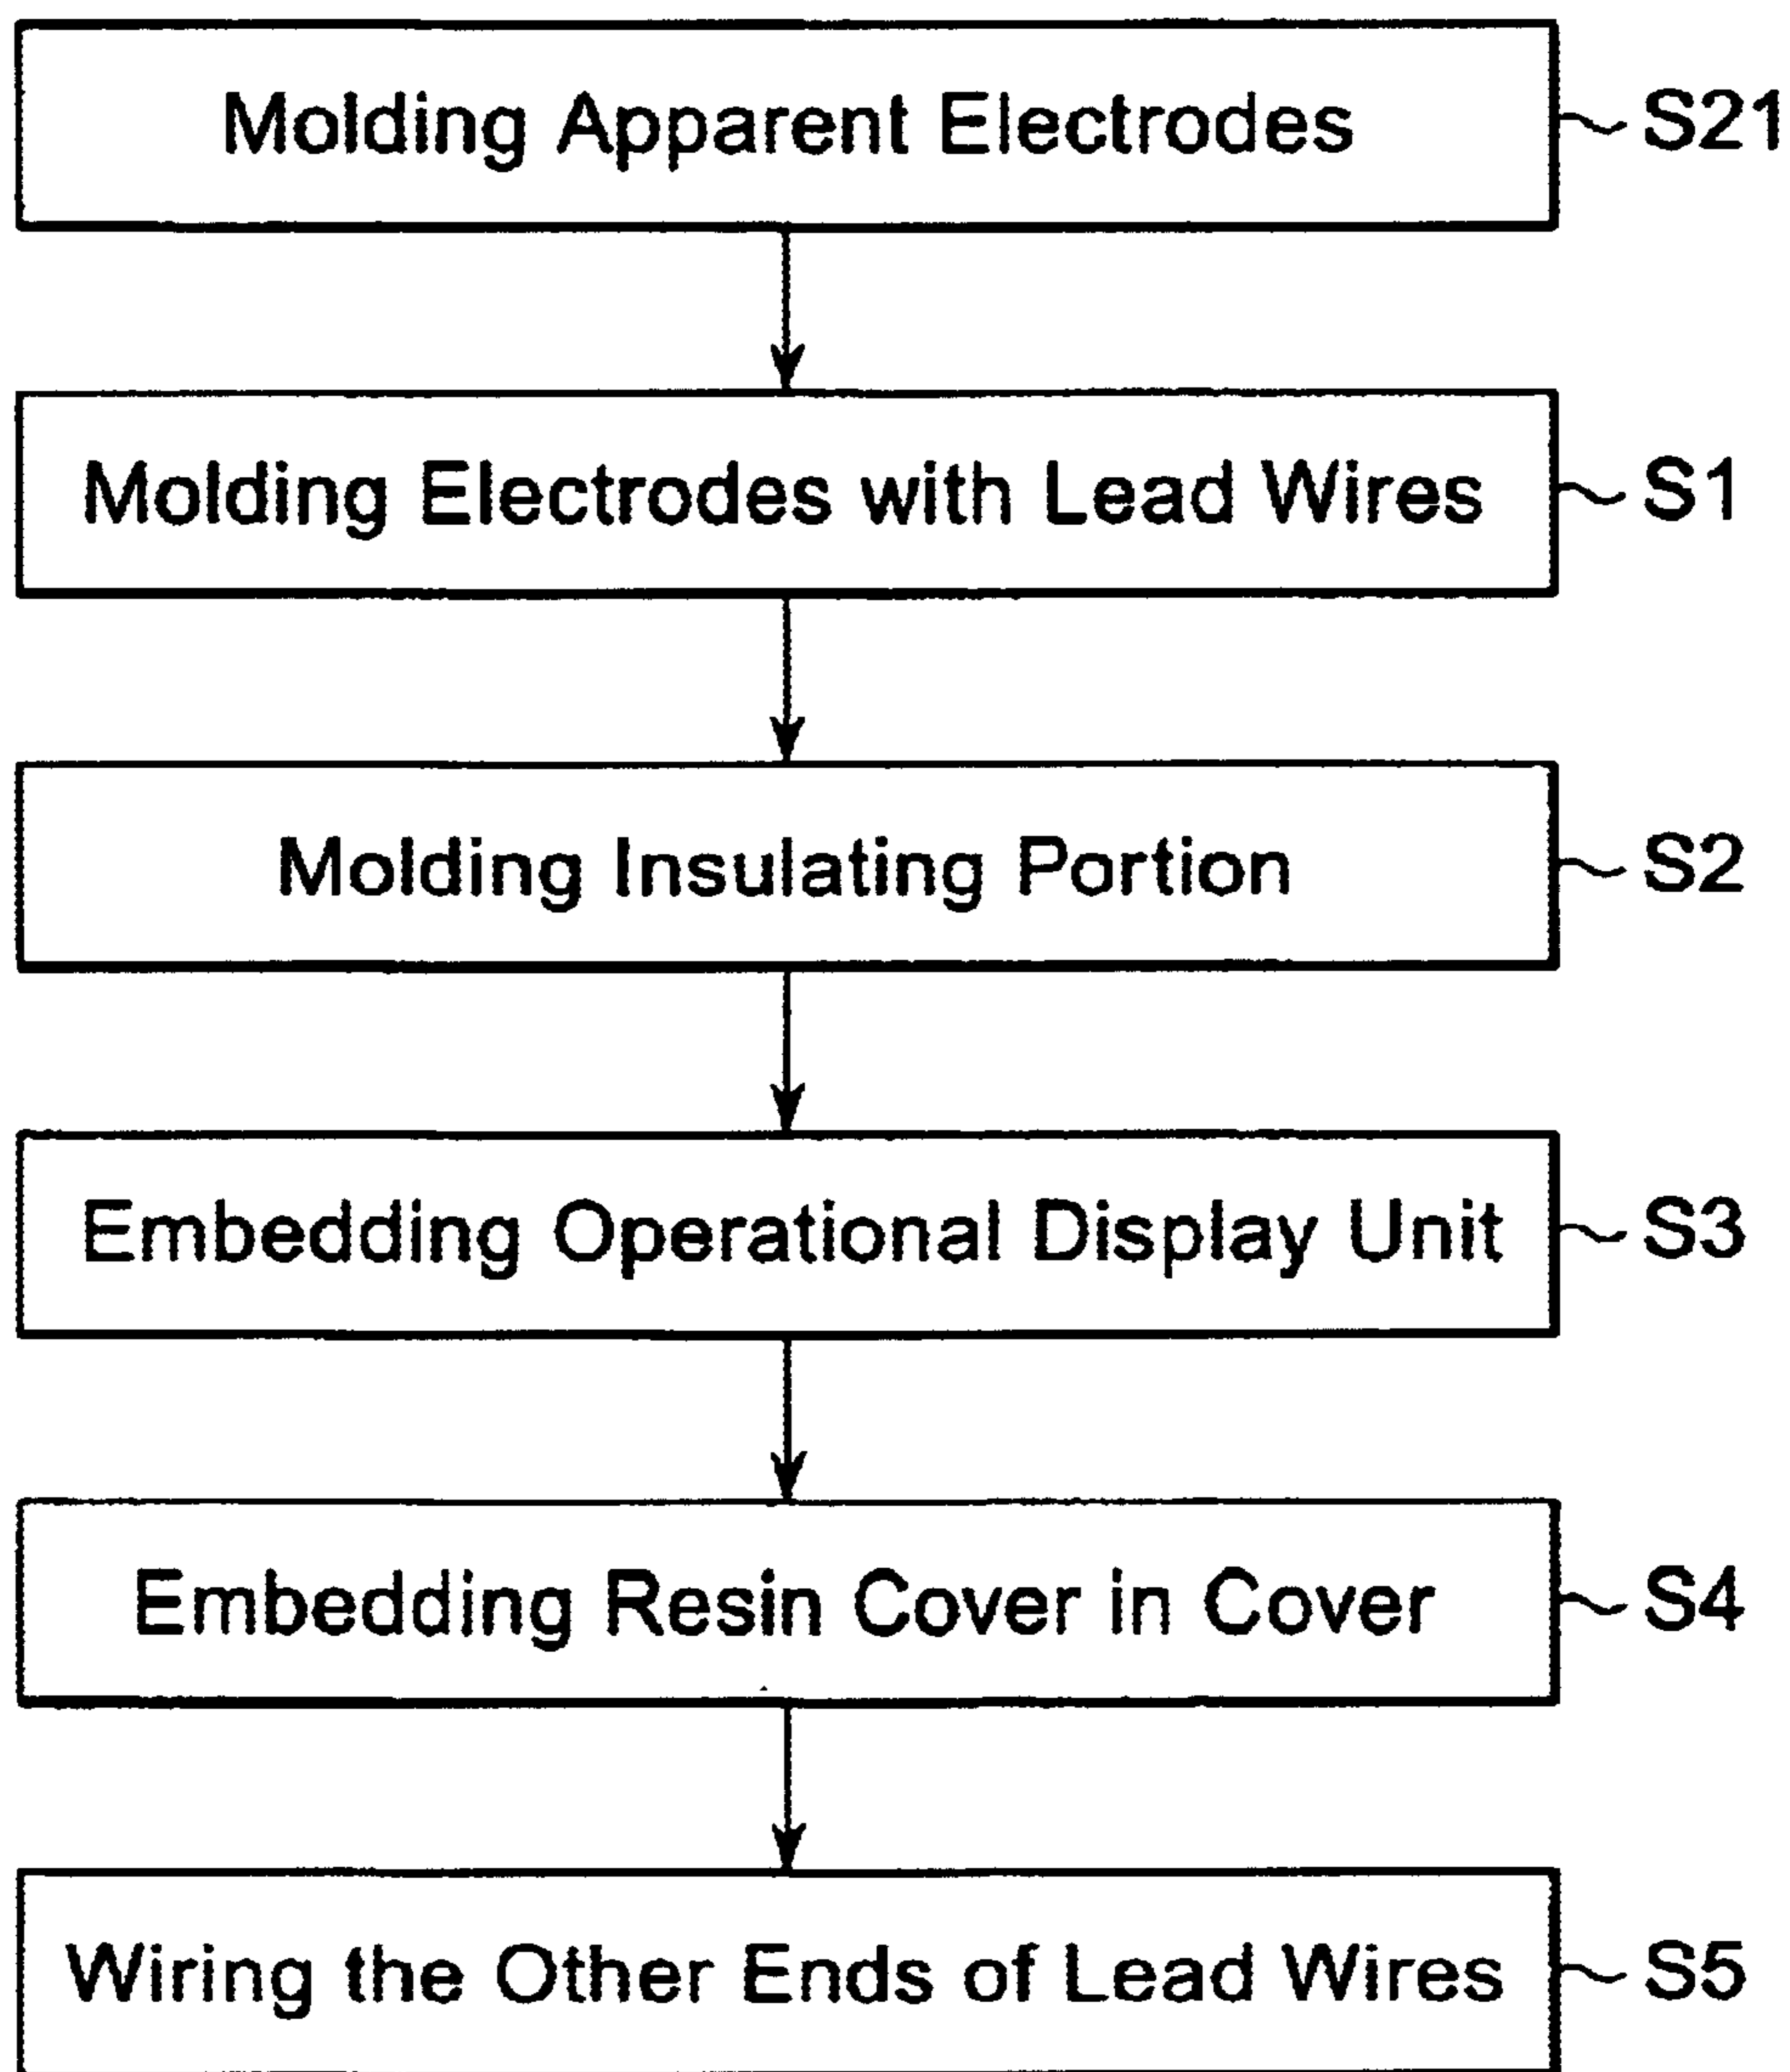 Molding Apparent Electrodes S21
Molding Electrodes with Lead Wires S1
Molding Insulating Portion S2
Embedding Operational Display Unit S3
Embedding Resin Cover in Cover S4
Wiring the Other Ends of Lead Wires S5